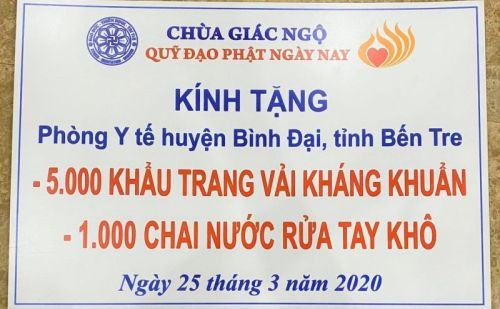 CHÙA GIÁC NGỘ
QUỸ ĐẠO PHẬT NGÀY NAY
KÍNH TẶNG
Phòng Y tế huyện Bình Đại, tỉnh Bến Tre
- 5.000 KHẨU TRANG VẢI KHÁNG KHUẨN
- 1.000 CHAI NƯỚC RỬA TAY KHÔ
Ngày 25 tháng 3 năm 2020